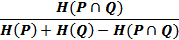 H(P ∩ Q)
H(P) + H(Q) − H(P ∩ Q)